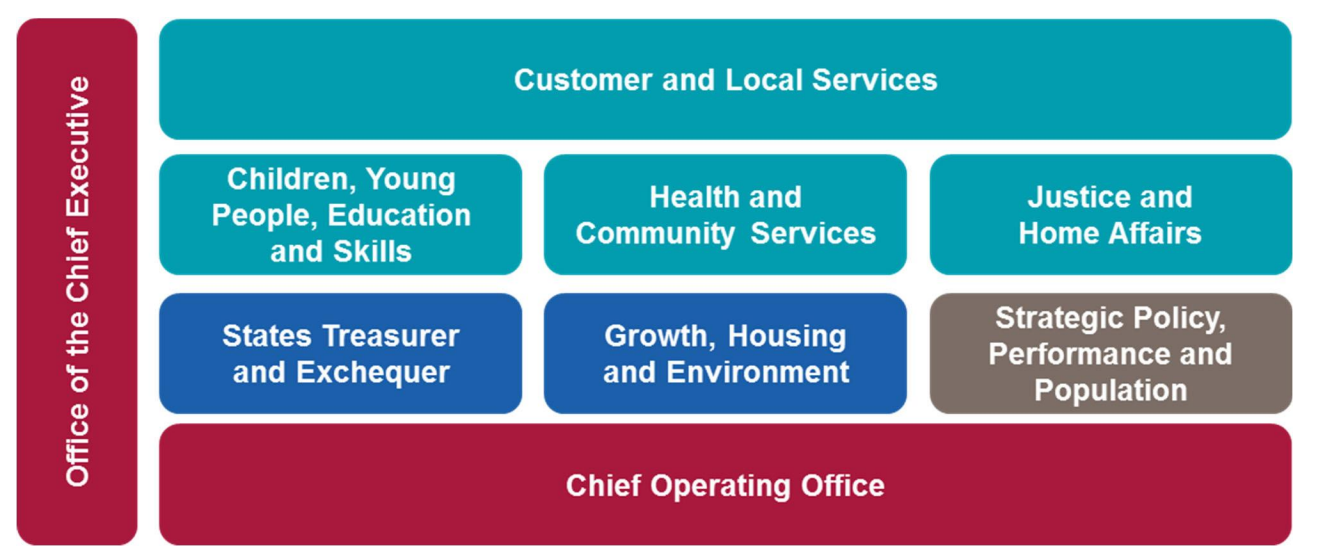 Office of the Chief Executive
Customer and Local Services
Children, Young
People, Education
and Skills
Health and
Community Services
Justice and
Home Affairs
States Treasurer
and Exchequer
Growth, Housing
and Environment
Strategic Policy,
Performance and
Population
Chief Operating Office